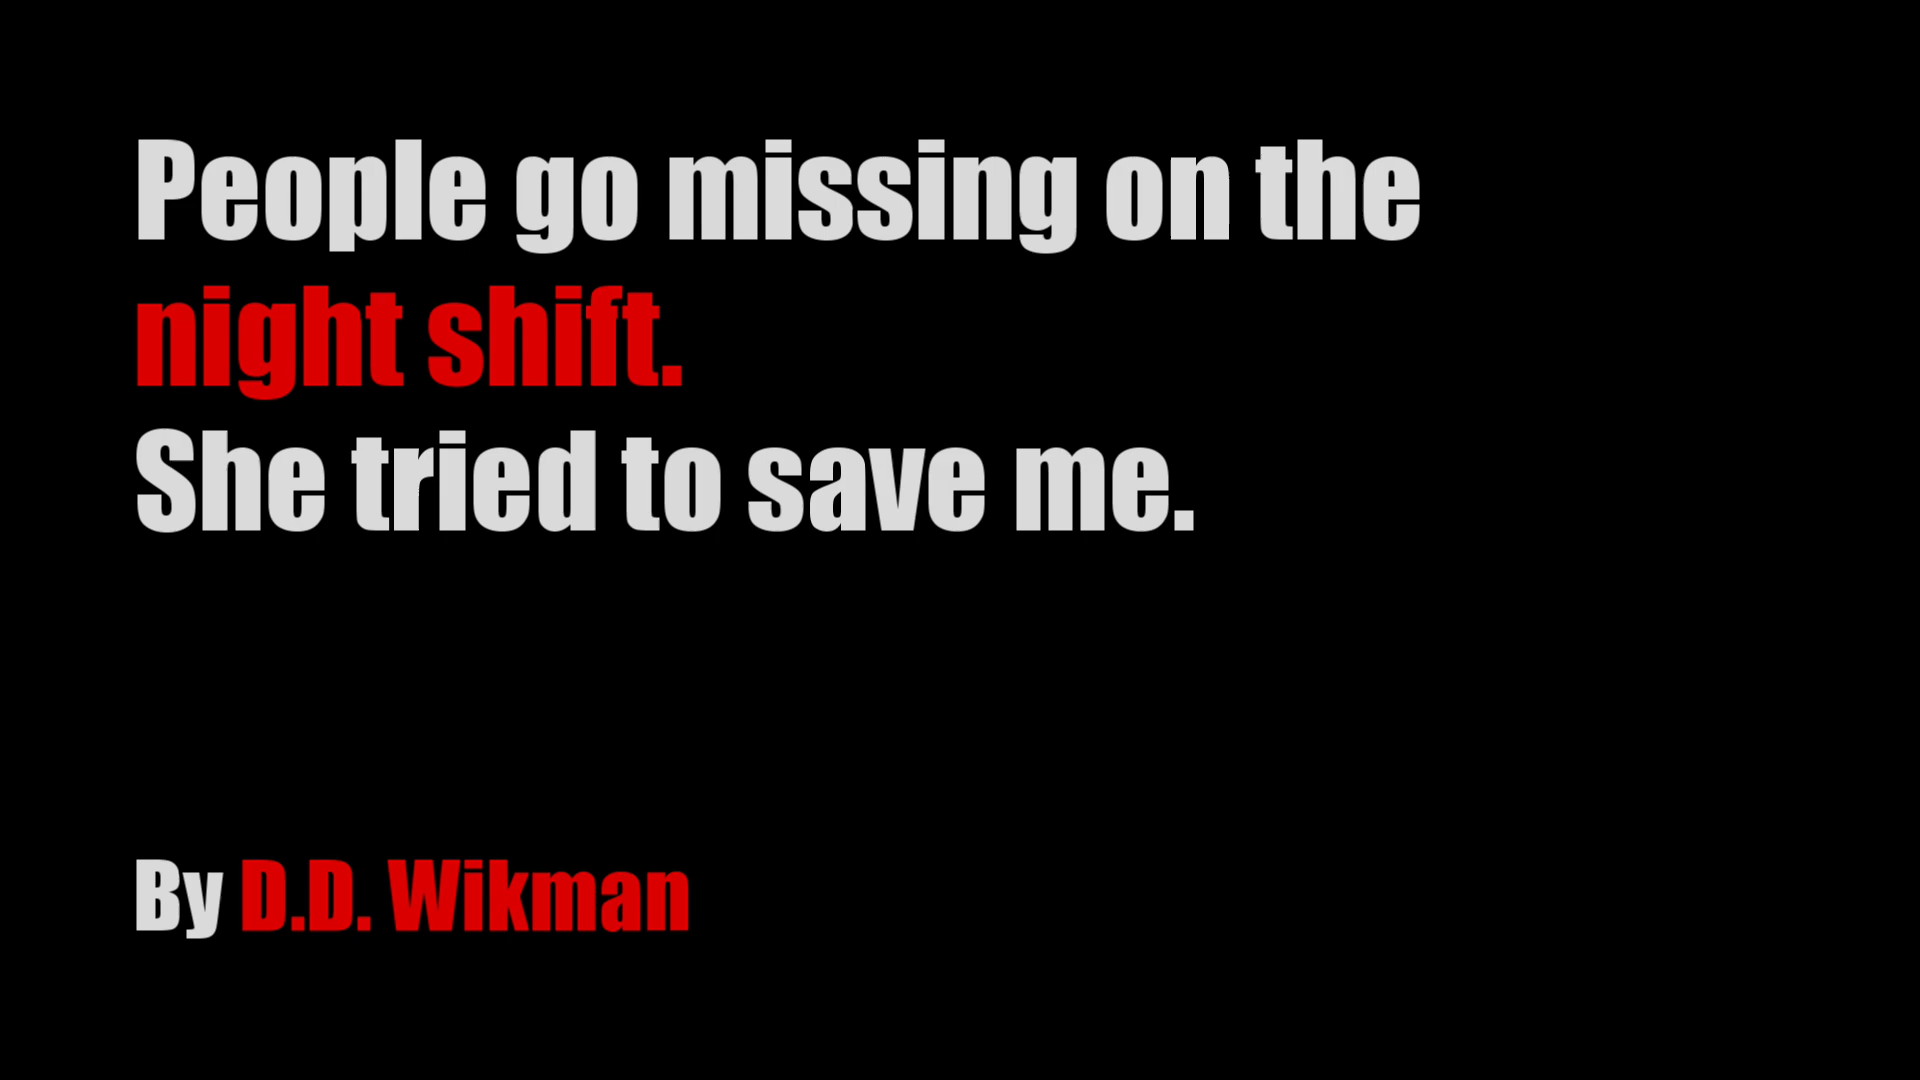 People go missing on the
night shift.
She tried to save me.
By D.D. Wikman